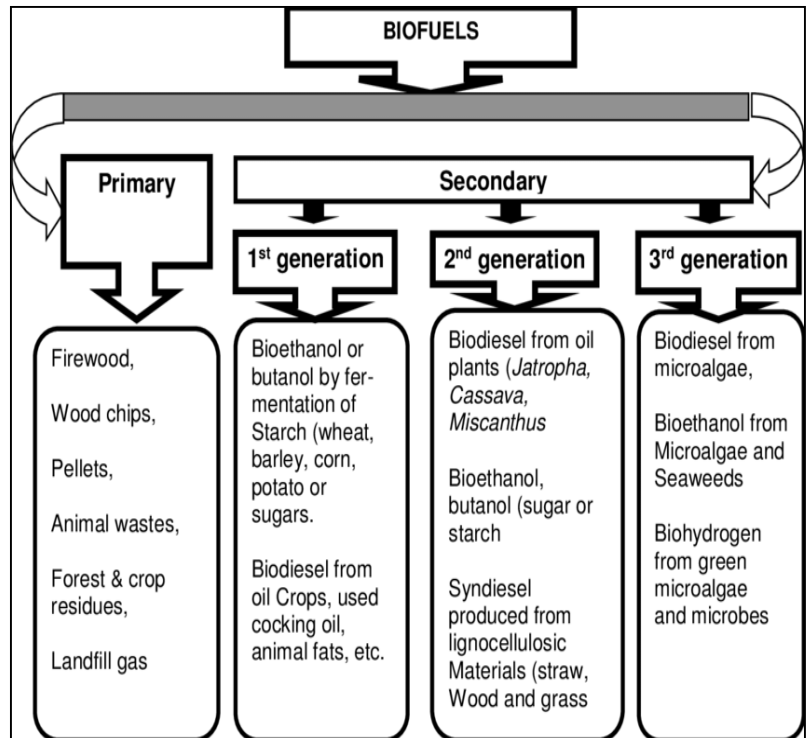 BIOFUELS
Primary
Secondary
1st generation
2nd generation
3rd generation
Firewood,
Wood chips,
Pellets,
Animal wastes,
Forest & crop
residues,
Landfill gas
Bioethanol or
butanol by fer-
mentation of
Starch (wheat,
barley, corn,
potato or
sugars.
Biodiesel from
oil Crops, used
cooking oil,
animal fats, etc.
Biodiesel from oil
plants (Jatropha,
Cassava,
Miscanthus
Bioethanol,
butanol (sugar or
starch
Syndiesel
produced from
lignocellulosic
Materials (straw,
Wood and grass
Biodiesel from
microalgae,
Bioethanol from
Microalgae and
Seaweeds
Biohydrogen
from green
microalgae
and microbes